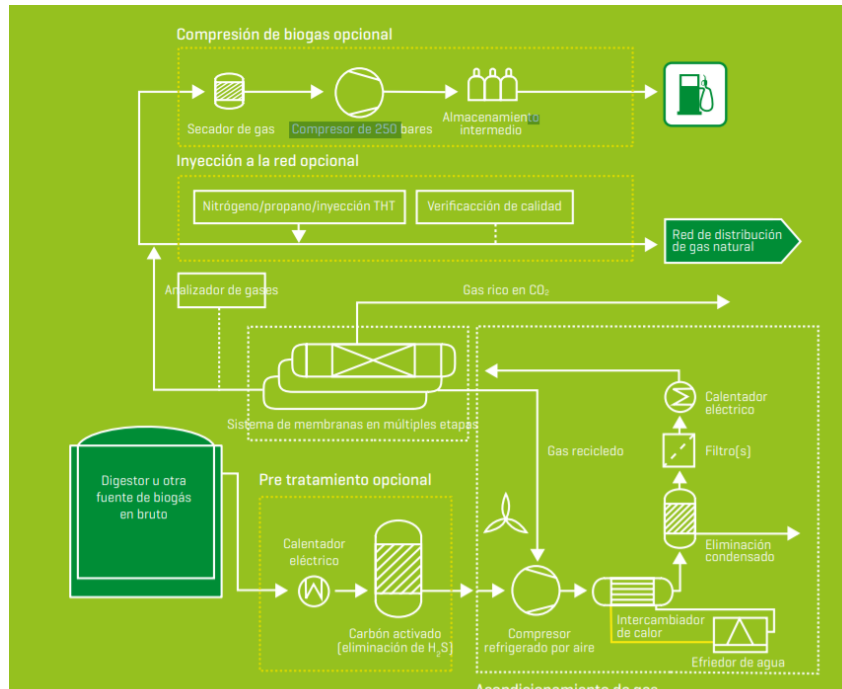 Compresión de biogas opcional
Secador de gas
Compresor de 250 bares
Almacenamiento
intermedio
Inyección a la red opcional
Nitrógeno/propano/inyección THT
Verificacción de calidad
Red de distribución
de gas natural
Analizador de gases
Gas rico en CO₂
Sistema de membranas en múltiples etapas
Calentador
eléctrico
Gas recicledo
Filtro(s)
Digestor u otra
fuente de biogás
en bruto
Pre tratamiento opcional
Calentador
eléctrico
Eliminación
condensado
Carbón activado
(eliminación de H₂S)
Compresor
refrigerado por aire
Intercambiador
de calor
Efriedor de agua
Acondicionamiento de gas